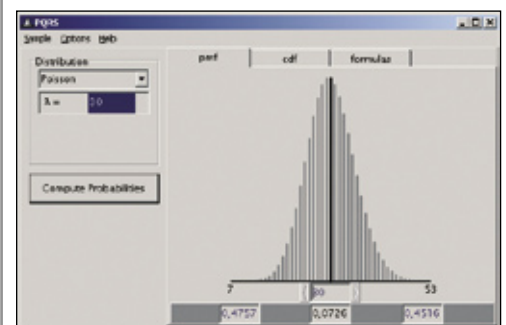 PQRS
Sample Options Help
Distribution
Poisson
λ = 30
Compute Probabilities
pmf cdf formulas
7 30 53
0,4757 0,0726 0,4516